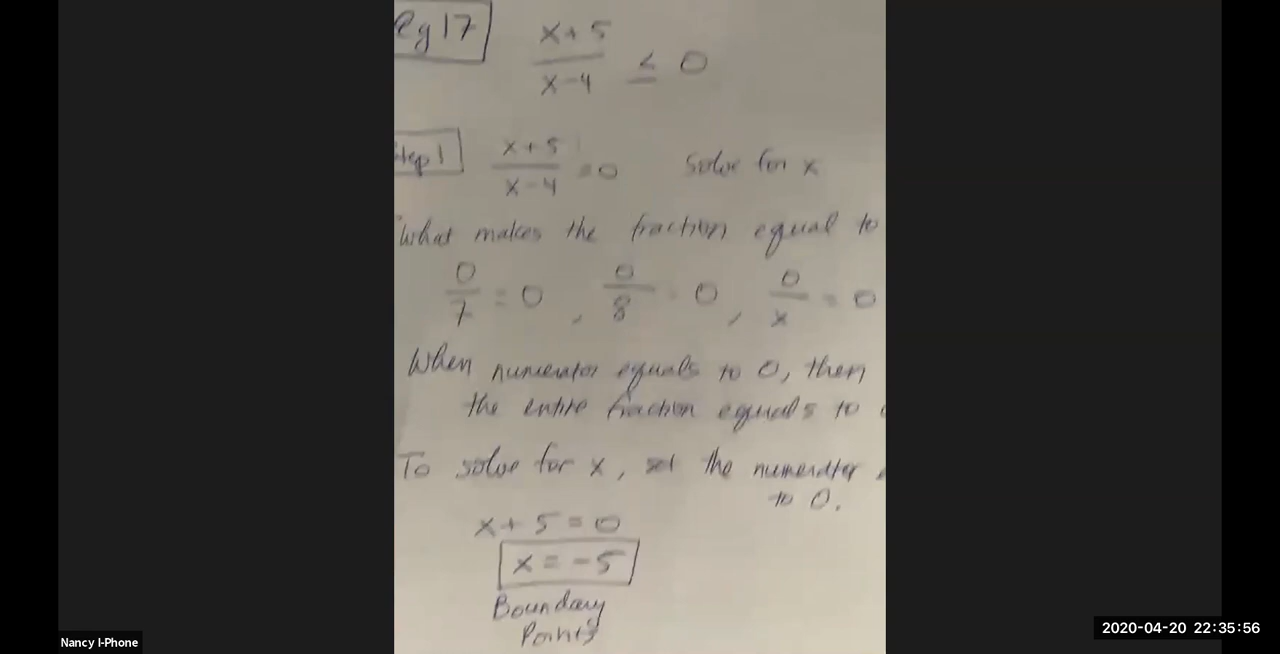 eg 17
x+5
x-4 ≤ 0
Step 1 x+5
x-4 = 0 Solve for x
"What makes the fraction equal to
0/7 = 0, 0/8 = 0, 0/x = 0
When numerator equals to 0, then
the entire fraction equals to
To solve for x, set the numerator
to 0.
x + 5 = 0
x = -5
Boundary
Points
Nancy I-Phone
2020-04-20 22:35:56